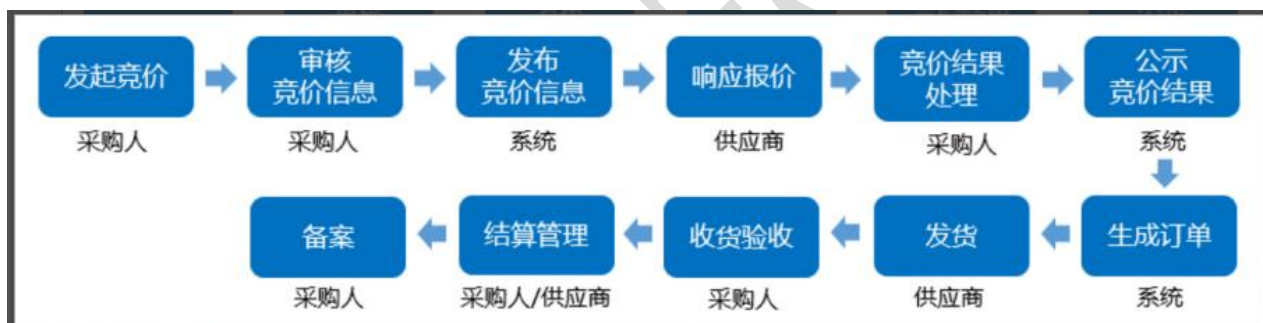 发起竞价
采购人
审核
竞价信息
采购人
发布
竞价信息
系统
响应报价
供应商
竞价结果
处理
采购人
公示
竞价结果
系统
生成订单
系统
发货
供应商
收货验收
采购人
结算管理
采购人/供应商
备案
采购人